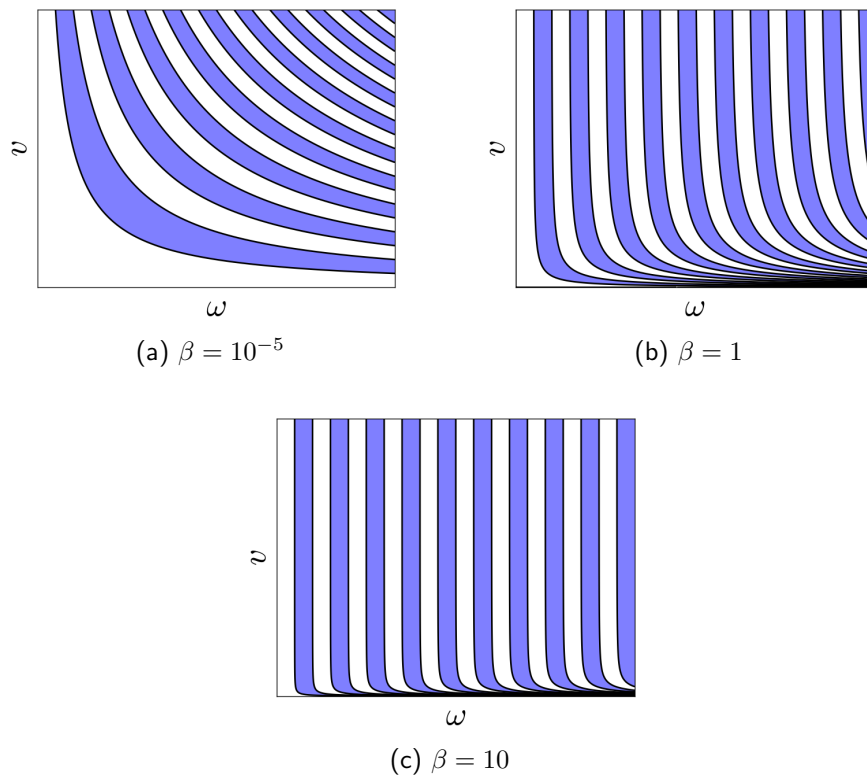 v
ω
(a) β = 10⁻⁵
v
ω
(b) β = 1
v
ω
(c) β = 10